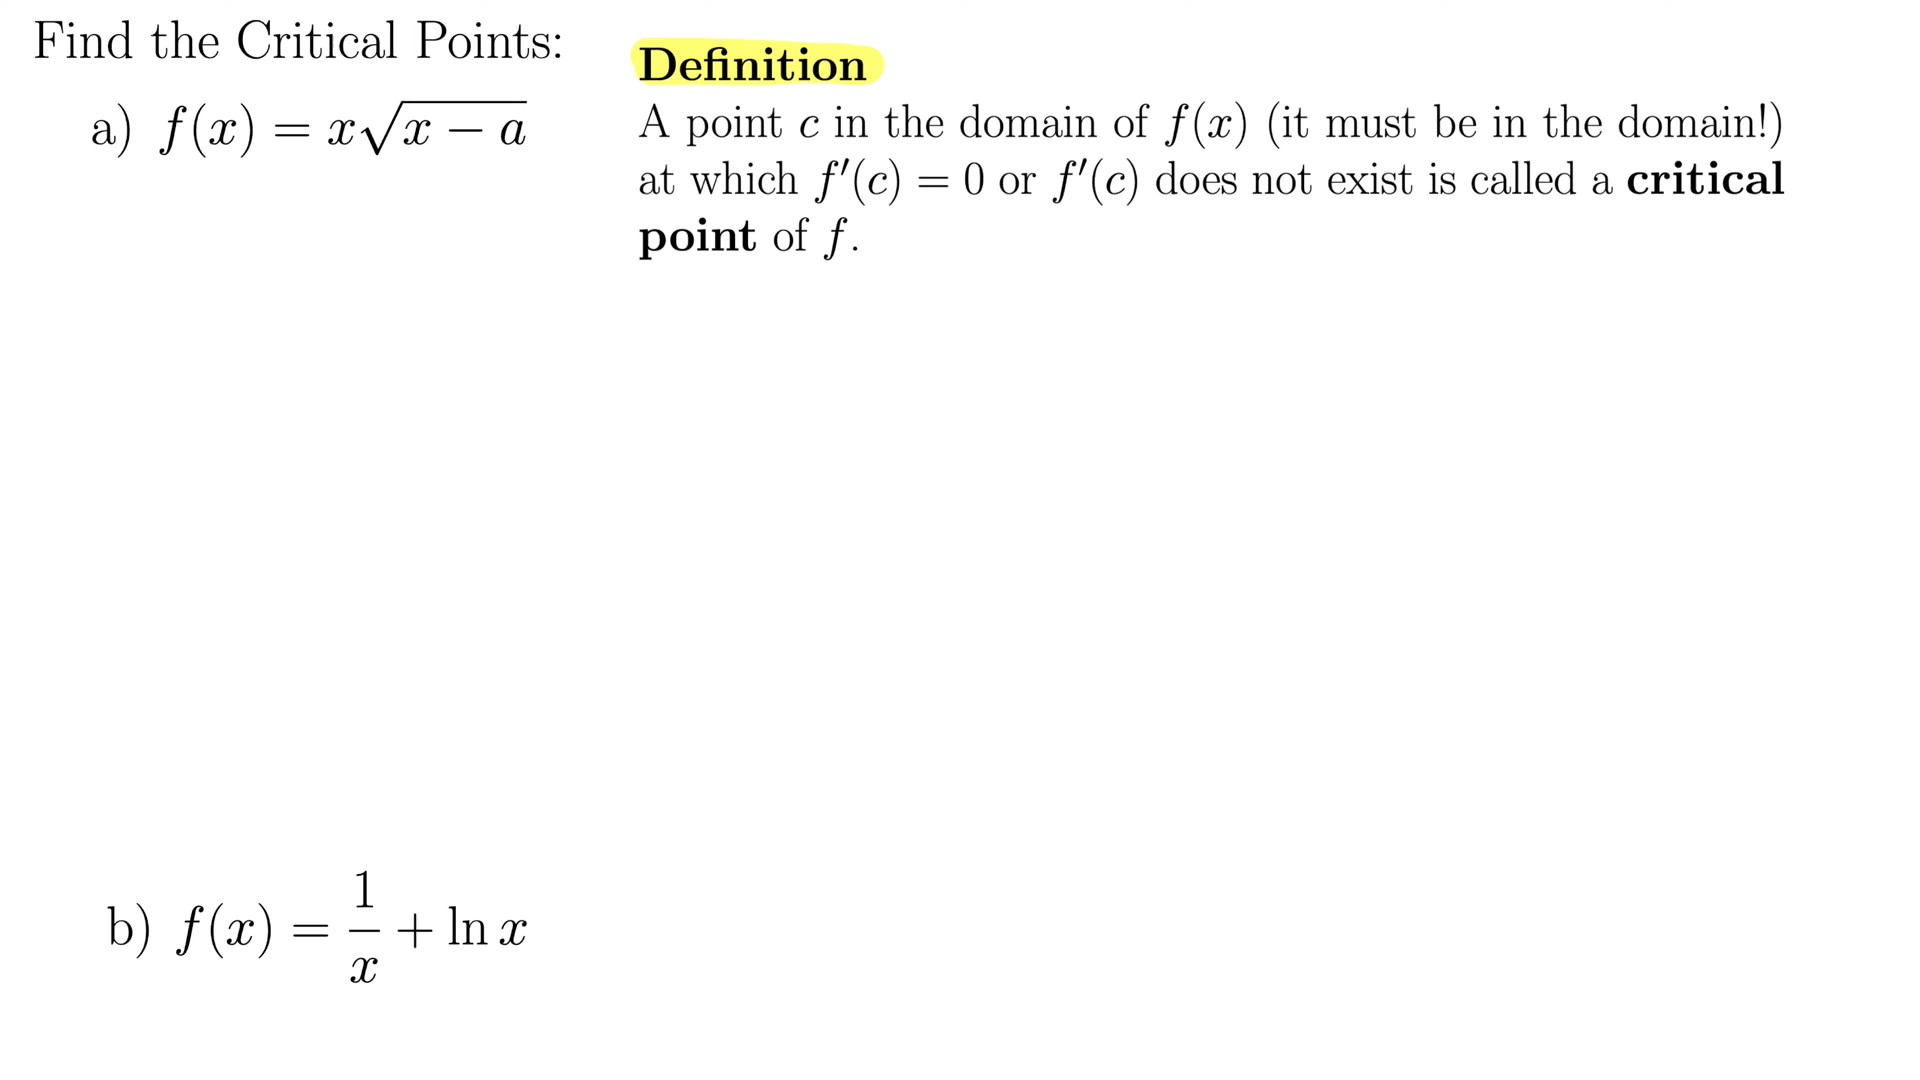 Find the Critical Points:
a) f(x) = x√(x − a)
Definition
A point c in the domain of f(x) (it must be in the domain!)
at which f′(c) = 0 or f′(c) does not exist is called a critical
point of f.
b) f(x) = 1/x + ln x